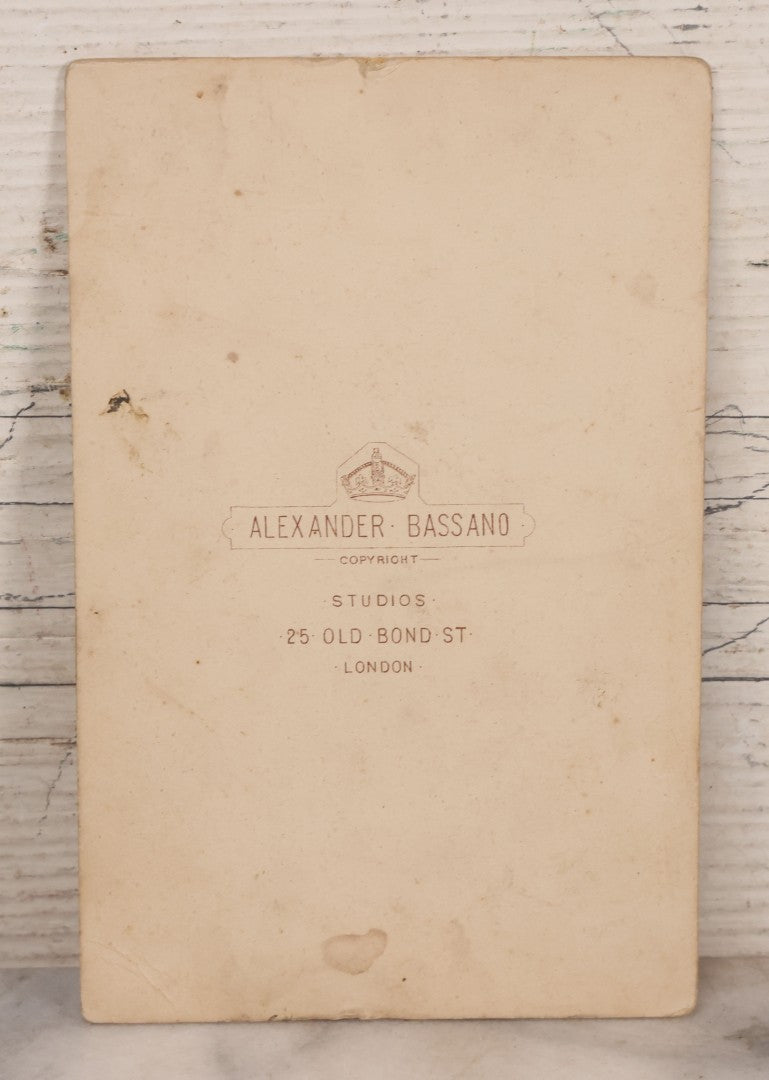 ALEXANDER · BASSANO
COPYRIGHT
· STUDIOS ·
· 25 · OLD · BOND · ST ·
· LONDON ·